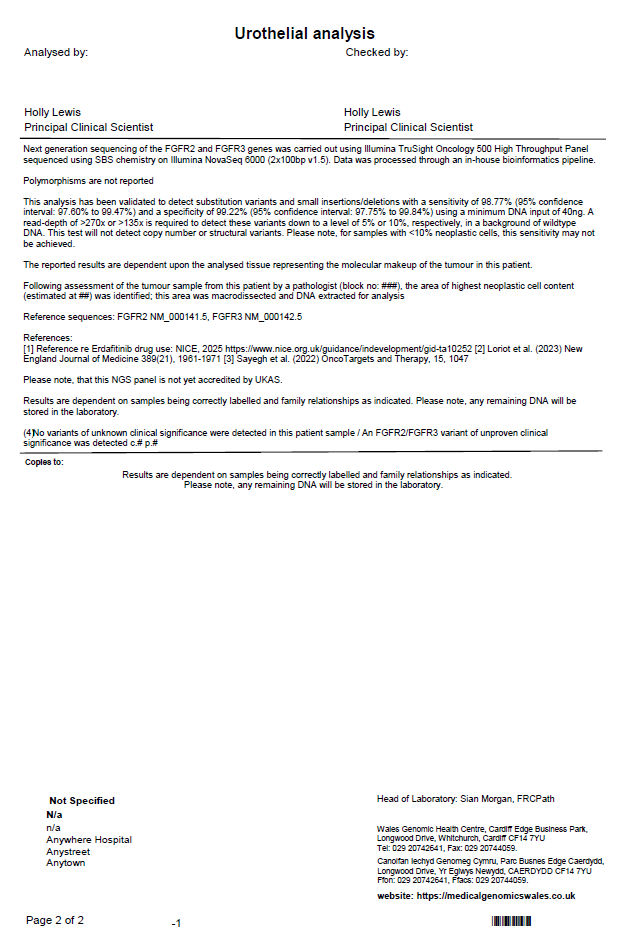 Urothelial analysis
Analysed by:
Checked by:
Holly Lewis
Principal Clinical Scientist
Holly Lewis
Principal Clinical Scientist
Next generation sequencing of the FGFR2 and FGFR3 genes was carried out using Illumina TruSight Oncology 500 High Throughput Panel
sequenced using SBS chemistry on Illumina NovaSeq 6000 (2x100bp v1.5). Data was processed through an in-house bioinformatics pipeline.
Polymorphisms are not reported
This analysis has been validated to detect substitution variants and small insertions/deletions with a sensitivity of 98.77% (95% confidence
interval: 97.60% to 99.47%) and a specificity of 99.22% (95% confidence interval: 97.75% to 99.84%) using a minimum DNA input of 40ng. A
read-depth of >270x or >135x is required to detect these variants down to a level of 5% or 10%, respectively, in a background of wildtype
DNA. This test will not detect copy number or structural variants. Please note, for samples with <10% neoplastic cells, this sensitivity may not
be achieved.
The reported results are dependent upon the analysed tissue representing the molecular makeup of the tumour in this patient.
Following assessment of the tumour sample from this patient by a pathologist (block no: ###), the area of highest neoplastic cell content
(estimated at ##) was identified; this area was macrodissected and DNA extracted for analysis
Reference sequences: FGFR2 NM_000141.5, FGFR3 NM_000142.5
References:
[1] Reference re Erdafitinib drug use: NICE, 2025 https://www.nice.org.uk/guidance/indevelopment/gid-ta10252 [2] Loriot et al. (2023) New
England Journal of Medicine 389(21), 1961-1971 [3] Sayegh et al. (2022) OncoTargets and Therapy, 15, 1047
Please note, that this NGS panel is not yet accredited by UKAS.
Results are dependent on samples being correctly labelled and family relationships as indicated. Please note, any remaining DNA will be
stored in the laboratory.
(4)No variants of unknown clinical significance were detected in this patient sample / An FGFR2/FGFR3 variant of unproven clinical
significance was detected c.# p.#
Copies to:
Results are dependent on samples being correctly labelled and family relationships as indicated.
Please note, any remaining DNA will be stored in the laboratory.
Not Specified
N/a
n/a
Anywhere Hospital
Anystreet
Anytown
Head of Laboratory: Sian Morgan, FRCPath
Wales Genomic Health Centre, Cardiff Edge Business Park,
Longwood Drive, Whitchurch, Cardiff CF14 7YU
Tel: 029 20742641, Fax: 029 20744059.
Canolfan Iechyd Genomeg Cymru, Parc Busnes Edge Caerdydd,
Longwood Drive, Yr Eglwys Newydd, CAERDYDD CF14 7YU
Ffon: 029 20742641, Ffacs: 029 20744059.
website: https://medicalgenomicswales.co.uk
Page 2 of 2
-1